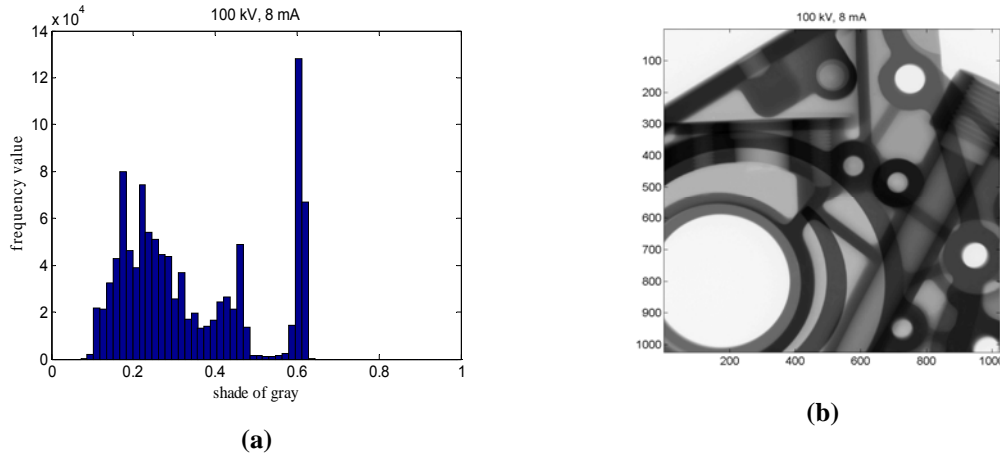 100 kV, 8 mA
x 10^4
14
12
10
8
6
4
2
0
frequency value
0 0.2 0.4 0.6 0.8 1
shade of gray
(a)
100 kV, 8 mA
100
200
300
400
500
600
700
800
900
1000
200 400 600 800 1000
(b)